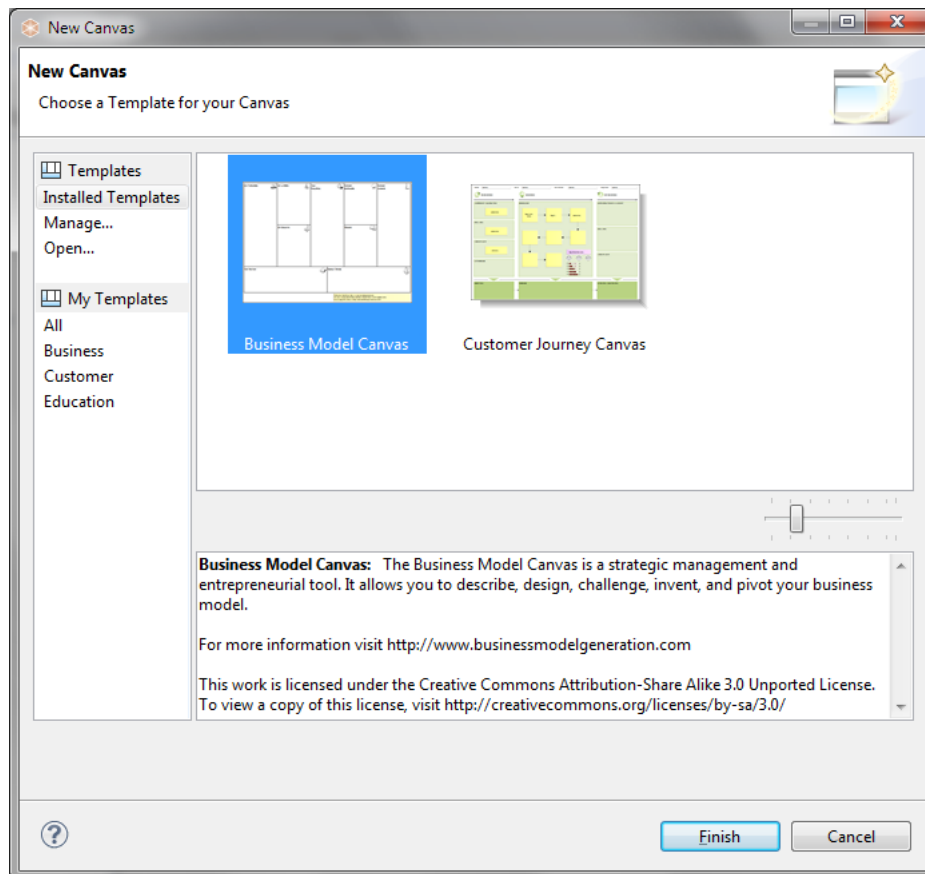 New Canvas
New Canvas
Choose a Template for your Canvas
Templates
Installed Templates
Manage...
Open...
My Templates
All
Business
Customer
Education
Business Model Canvas
Customer Journey Canvas
Business Model Canvas: The Business Model Canvas is a strategic management and
entrepreneurial tool. It allows you to describe, design, challenge, invent, and pivot your business
model.
For more information visit http://www.businessmodelgeneration.com
This work is licensed under the Creative Commons Attribution-Share Alike 3.0 Unported License.
To view a copy of this license, visit http://creativecommons.org/licenses/by-sa/3.0/
?
Finish
Cancel